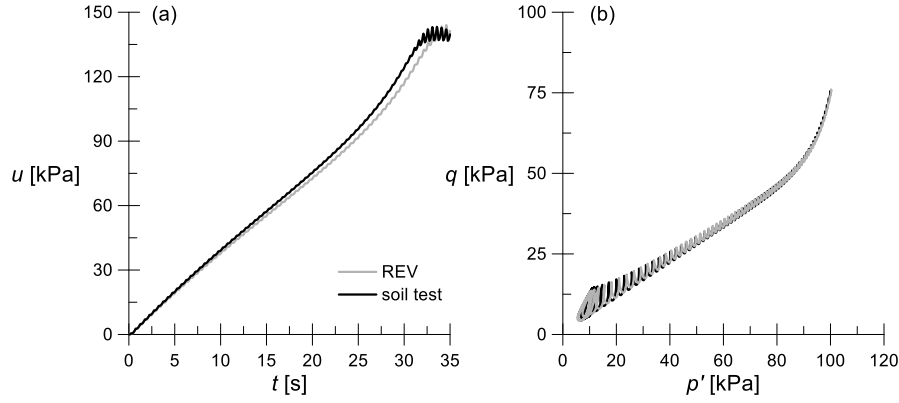 (a)
150
120
90
60
30
0
u [kPa]
0 5 10 15 20 25 30 35
t [s]
REV
soil test
(b)
100
75
50
25
0
q [kPa]
0 20 40 60 80 100 120
p' [kPa]